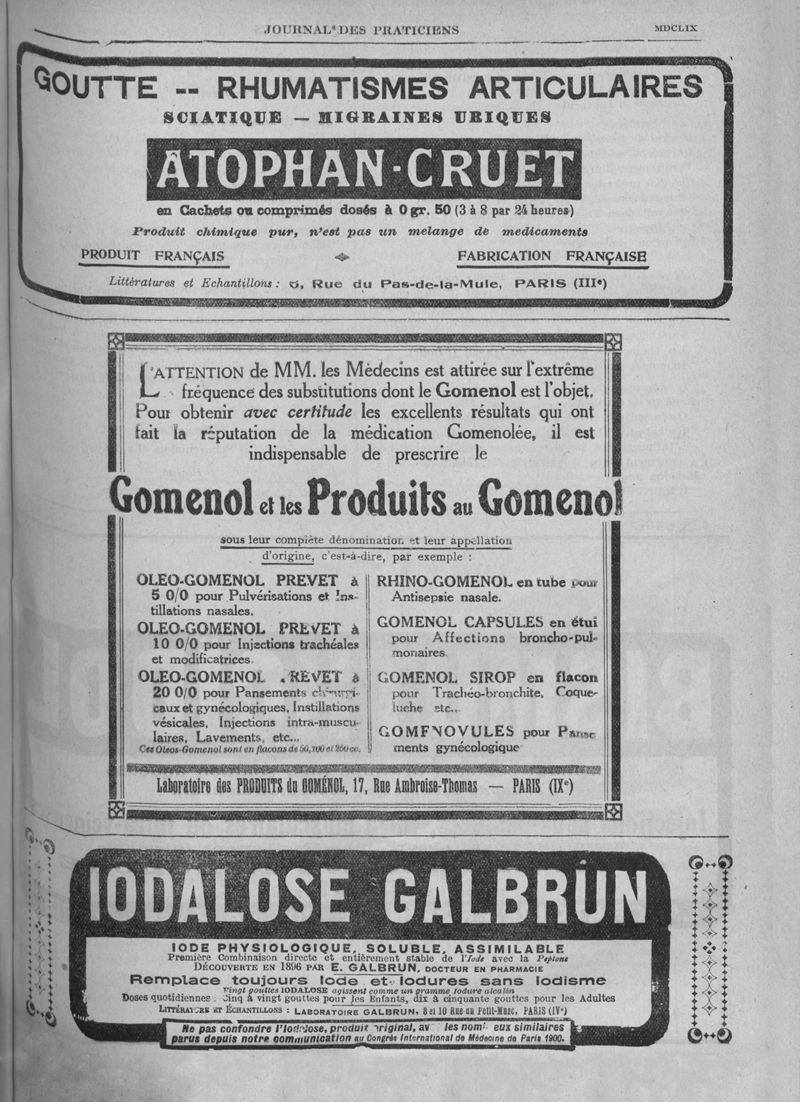 JOURNAL DES PRATICIENS
MDCLIX
GOUTTE -- RHUMATISMES ARTICULAIRES
SCIATIQUE — MIGRAINES URIQUES
ATOPHAN-CRUET
en Cachets ou comprimés dosés à 0 gr. 50 (3 à 8 par 24 heures)
Produit chimique pur, n'est pas un melange de medicaments
PRODUIT FRANÇAIS
FABRICATION FRANÇAISE
Littératures et Echantillons : 6, Rue du Pas-de-la-Mule, PARIS (IIIe)
L'ATTENTION de MM. les Médecins est attirée sur l'extrême
fréquence des substitutions dont le Gomenol est l'objet.
Pour obtenir avec certitude les excellents résultats qui ont
fait la réputation de la médication Gomenolée, il est
indispensable de prescrire le
Gomenol et les Produits au Gomenol
sous leur complète dénomination et leur appellation
d'origine, c'est-à-dire, par exemple :
OLEO-GOMENOL PREVET à
5 0/0 pour Pulvérisations et Ins-
tillations nasales.
OLEO-GOMENOL PREVET à
10 0/0 pour Injections trachéales
et modificatrices.
OLEO-GOMENOL PREVET à
20 0/0 pour Pansements chirurgi-
caux et gynécologiques, Instillations
vésicales, Injections intra-muscu-
laires, Lavements, etc...
Ces Oleos-Gomenol sont en flacons de 50, 100 et 250 cc.
RHINO-GOMENOL en tube pour
Antisepsie nasale.
GOMENOL CAPSULES en étui
pour Affections broncho-pul-
monaires.
GOMENOL SIROP en flacon
pour Trachéo-bronchite, Coque-
luche etc..
GOMENOVULES pour Panse
ments gynécologique
Laboratoire des PRODUITS du GOMÉNOL, 17, Rue Ambroise-Thomas — PARIS (IXe)
IODALOSE GALBRUN
IODE PHYSIOLOGIQUE, SOLUBLE, ASSIMILABLE
Première Combinaison directe et entièrement stable de l'Iode avec la Peptone
DÉCOUVERTE EN 1896 PAR E. GALBRUN, DOCTEUR EN PHARMACIE
Remplace toujours Iode et Iodures sans Iodisme
Vingt gouttes IODALOSE agissent comme un gramme Iodure alcalin
Doses quotidiennes : Cinq à vingt gouttes pour les Enfants, dix à cinquante gouttes pour les Adultes
LITTÉRATURE ET ÉCHANTILLONS : LABORATOIRE GALBRUN, 8 et 10 Rue du Petit-Musc, PARIS (IVe)
Ne pas confondre l'Iodalose, produit original, av les nom eux similaires
parus depuis notre communication au Congrès International de Médecine de Paris 1900.